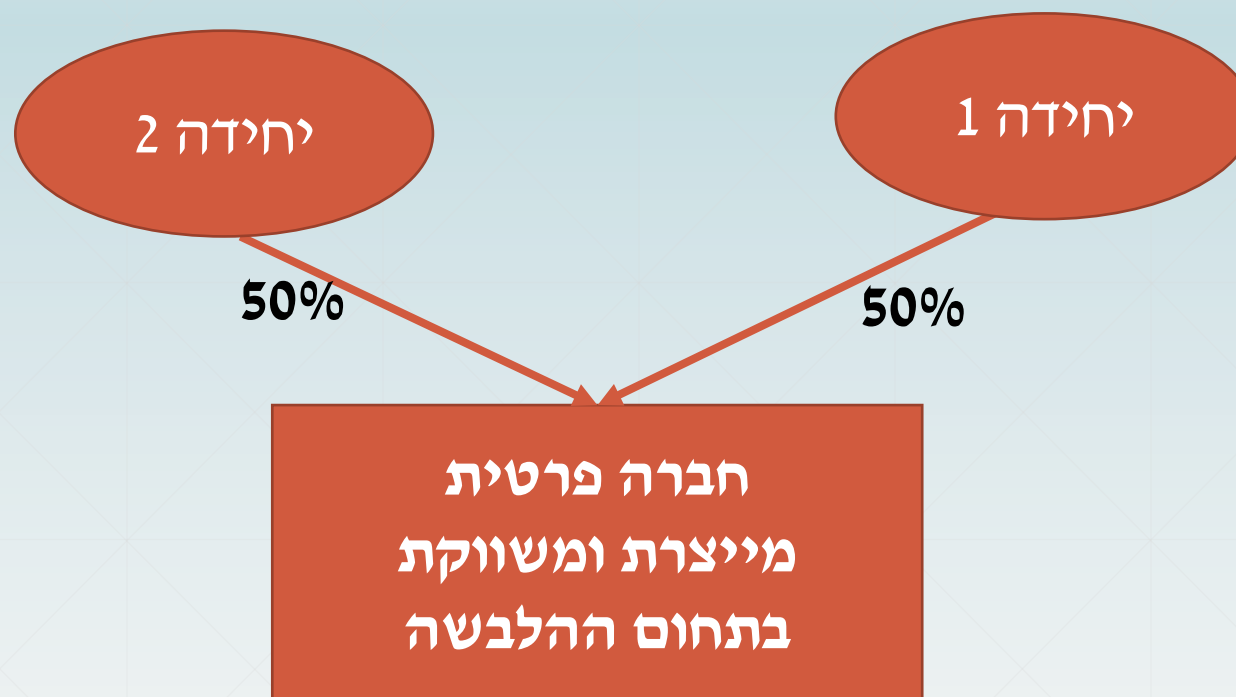 יחידה 1
יחידה 2
50%
50%
חברה פרטית
מייצרת ומשווקת
בתחום ההלבשה